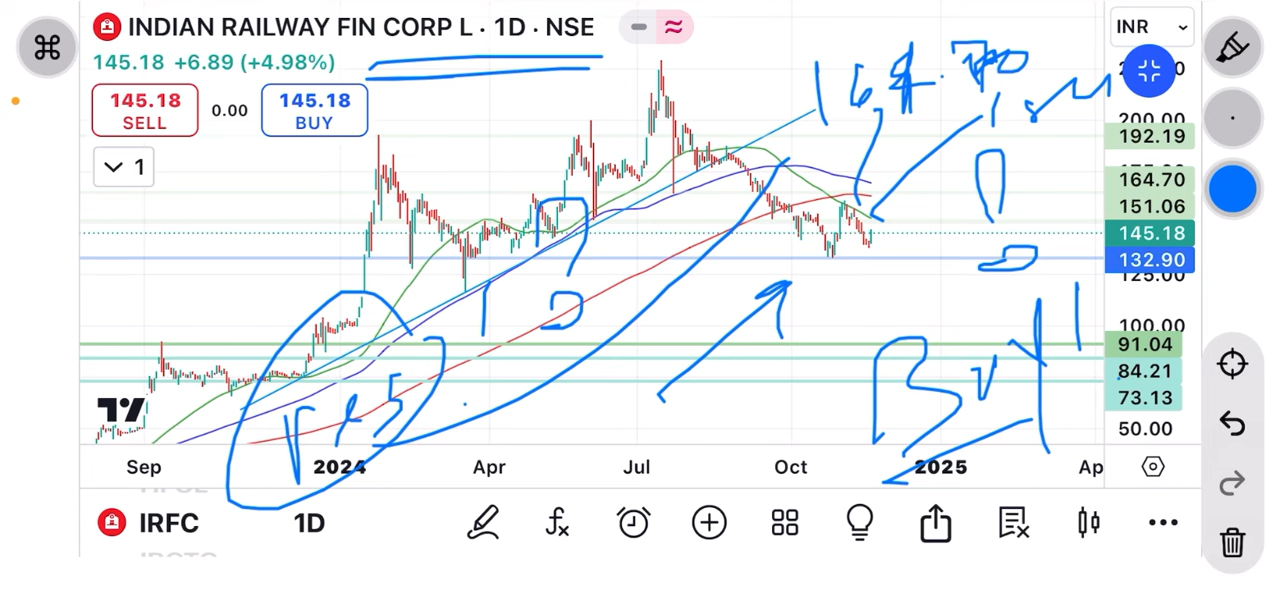 INDIAN RAILWAY FIN CORP L · 1D · NSE
INR
145.18 +6.89 (+4.98%)
145.18 SELL
0.00
145.18 BUY
1
200.00
192.19
164.70
151.06
145.18
132.90
125.00
100.00
91.04
84.21
73.13
50.00
Yes
Sep 2024 Apr Jul Oct 2025 Ap
IRFC 1D